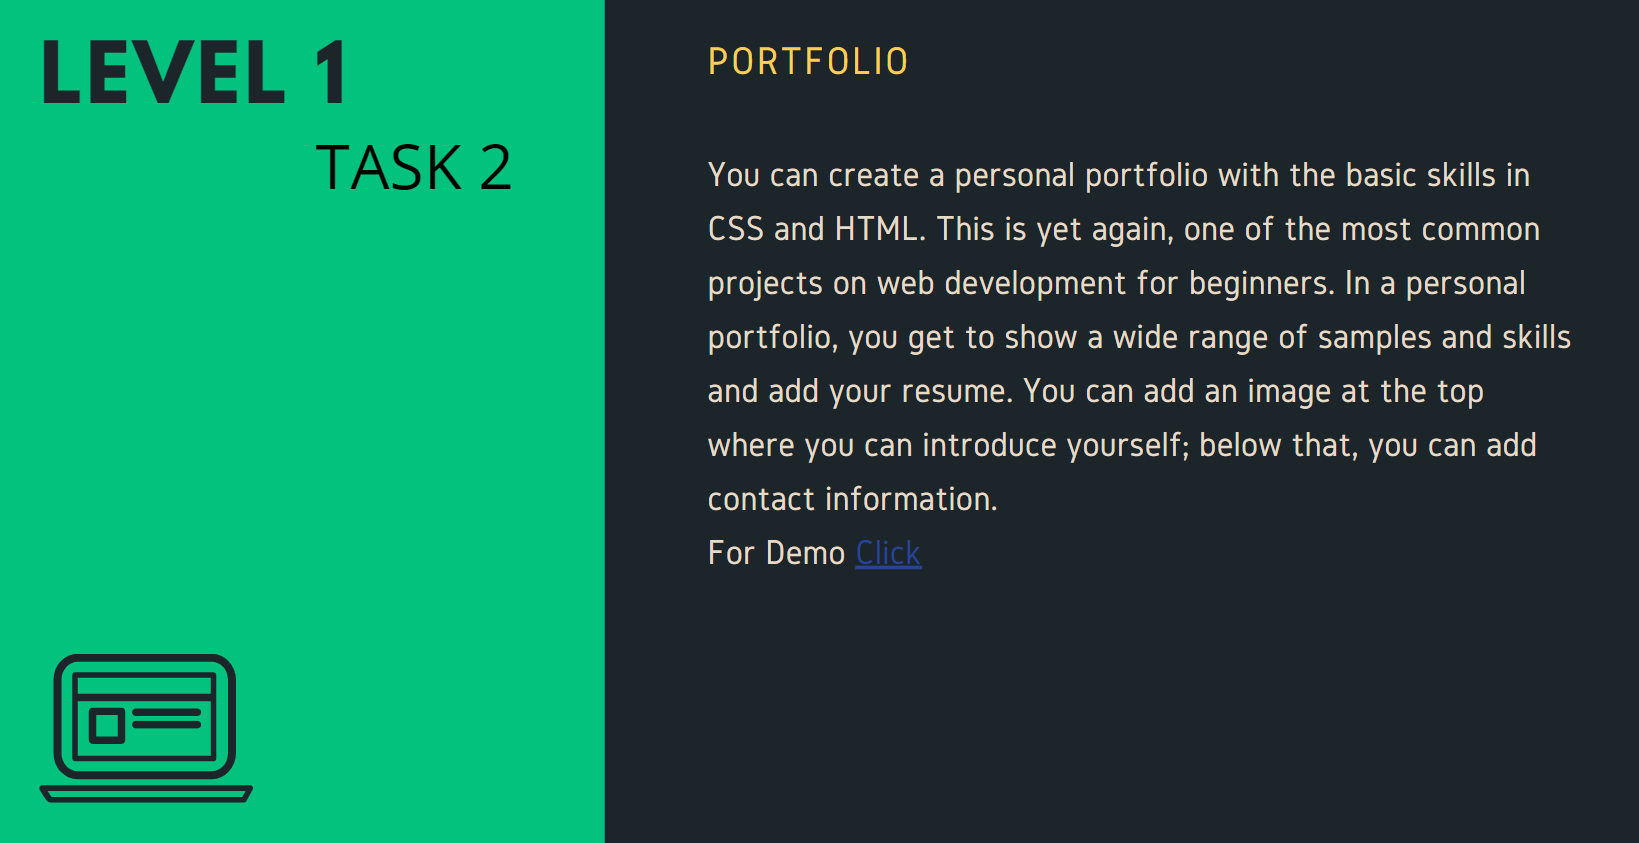 LEVEL 1
TASK 2
PORTFOLIO
You can create a personal portfolio with the basic skills in
CSS and HTML. This is yet again, one of the most common
projects on web development for beginners. In a personal
portfolio, you get to show a wide range of samples and skills
and add your resume. You can add an image at the top
where you can introduce yourself; below that, you can add
contact information.
For Demo Click